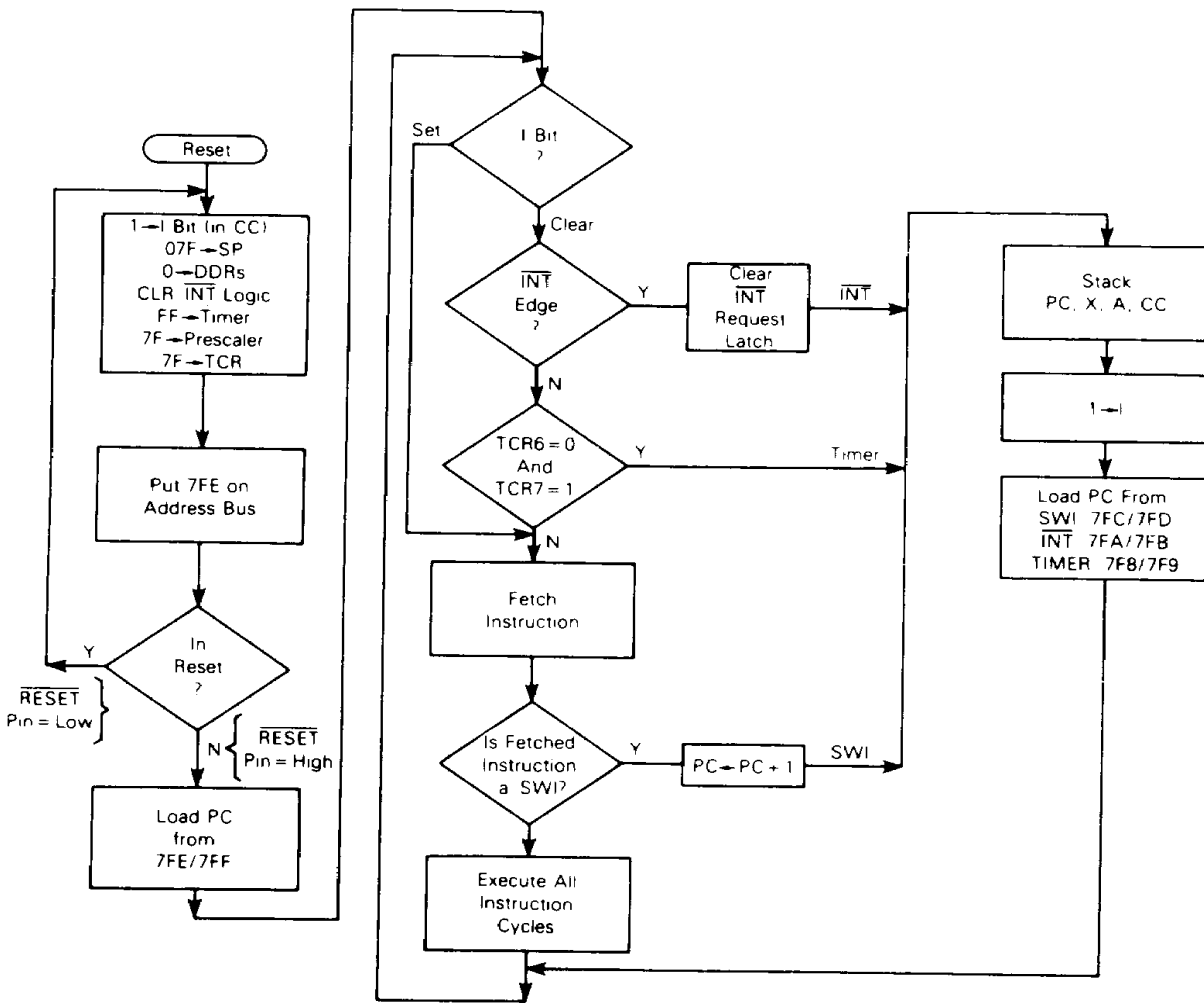 Reset
1→I Bit (in CC)
07F→SP
0→DDRs
CLR INT Logic
FF→Timer
7F→Prescaler
7F→TCR
Put 7FE on
Address Bus
In
Reset
?
Y
RESET
Pin = Low
N
RESET
Pin = High
Load PC
from
7FE/7FF
I Bit
?
Set
Clear
INT
Edge
?
Y
N
Clear
INT
Request
Latch
INT
TCR6 = 0
And
TCR7 = 1
Y
Timer
N
Fetch
Instruction
Is Fetched
Instruction
a SWI?
Y
PC←PC + 1
SWI
Execute All
Instruction
Cycles
Stack
PC, X, A, CC
1→I
Load PC From
SWI 7FC/7FD
INT 7FA/7FB
TIMER 7F8/7F9